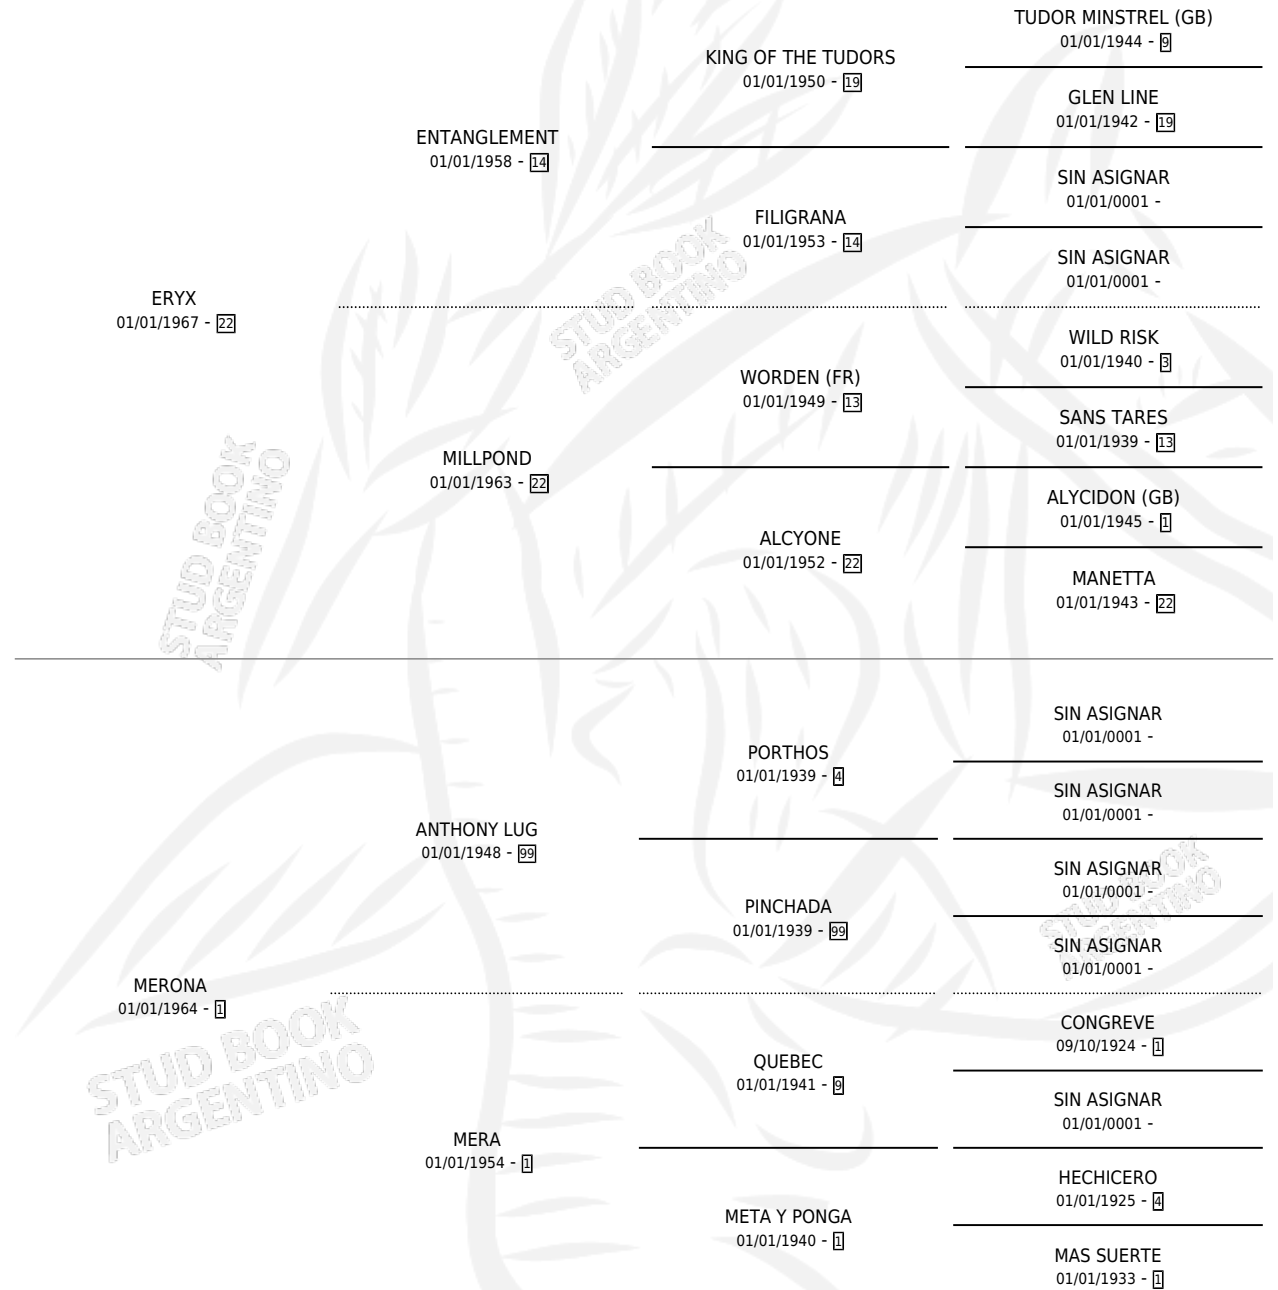 TUDOR MINSTREL (GB)
01/01/1944 - 9
KING OF THE TUDORS
01/01/1950 - 19
GLEN LINE
01/01/1942 - 19
ENTANGLEMENT
01/01/1958 - 14
SIN ASIGNAR
01/01/0001 -
FILIGRANA
01/01/1953 - 14
SIN ASIGNAR
01/01/0001 -
ERYX
01/01/1967 - 22
WILD RISK
01/01/1940 - 3
WORDEN (FR)
01/01/1949 - 13
SANS TARES
01/01/1939 - 13
MILLPOND
01/01/1963 - 22
ALYCIDON (GB)
01/01/1945 - 1
ALCYONE
01/01/1952 - 22
MANETTA
01/01/1943 - 22
SIN ASIGNAR
01/01/0001 -
PORTHOS
01/01/1939 - 4
SIN ASIGNAR
01/01/0001 -
ANTHONY LUG
01/01/1948 - 99
SIN ASIGNAR
01/01/0001 -
PINCHADA
01/01/1939 - 99
SIN ASIGNAR
01/01/0001 -
MERONA
01/01/1964 - 1
CONGREVE
09/10/1924 - 1
QUEBEC
01/01/1941 - 9
SIN ASIGNAR
01/01/0001 -
MERA
01/01/1954 - 1
HECHICERO
01/01/1925 - 4
META Y PONGA
01/01/1940 - 1
MAS SUERTE
01/01/1933 - 1
STUD BOOK
ARGENTINO
STUD BOOK
ARGENTINO
STUD BOOK
ARGENTINO
STUD BOOK
ARGENTINO